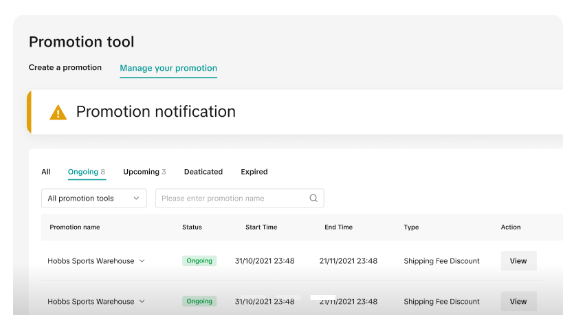 Promotion tool
Create a promotion Manage your promotion
Promotion notification
All Ongoing 8 Upcoming 3 Deaticated Expired
All promotion tools Please enter promotion name
Promotion name Status Start Time End Time Type Action
Hobbs Sports Warehouse Ongoing 31/10/2021 23:48 21/11/2021 23:48 Shipping Fee Discount View
Hobbs Sports Warehouse Ongoing 31/10/2021 23:48 21/11/2021 23:48 Shipping Fee Discount View